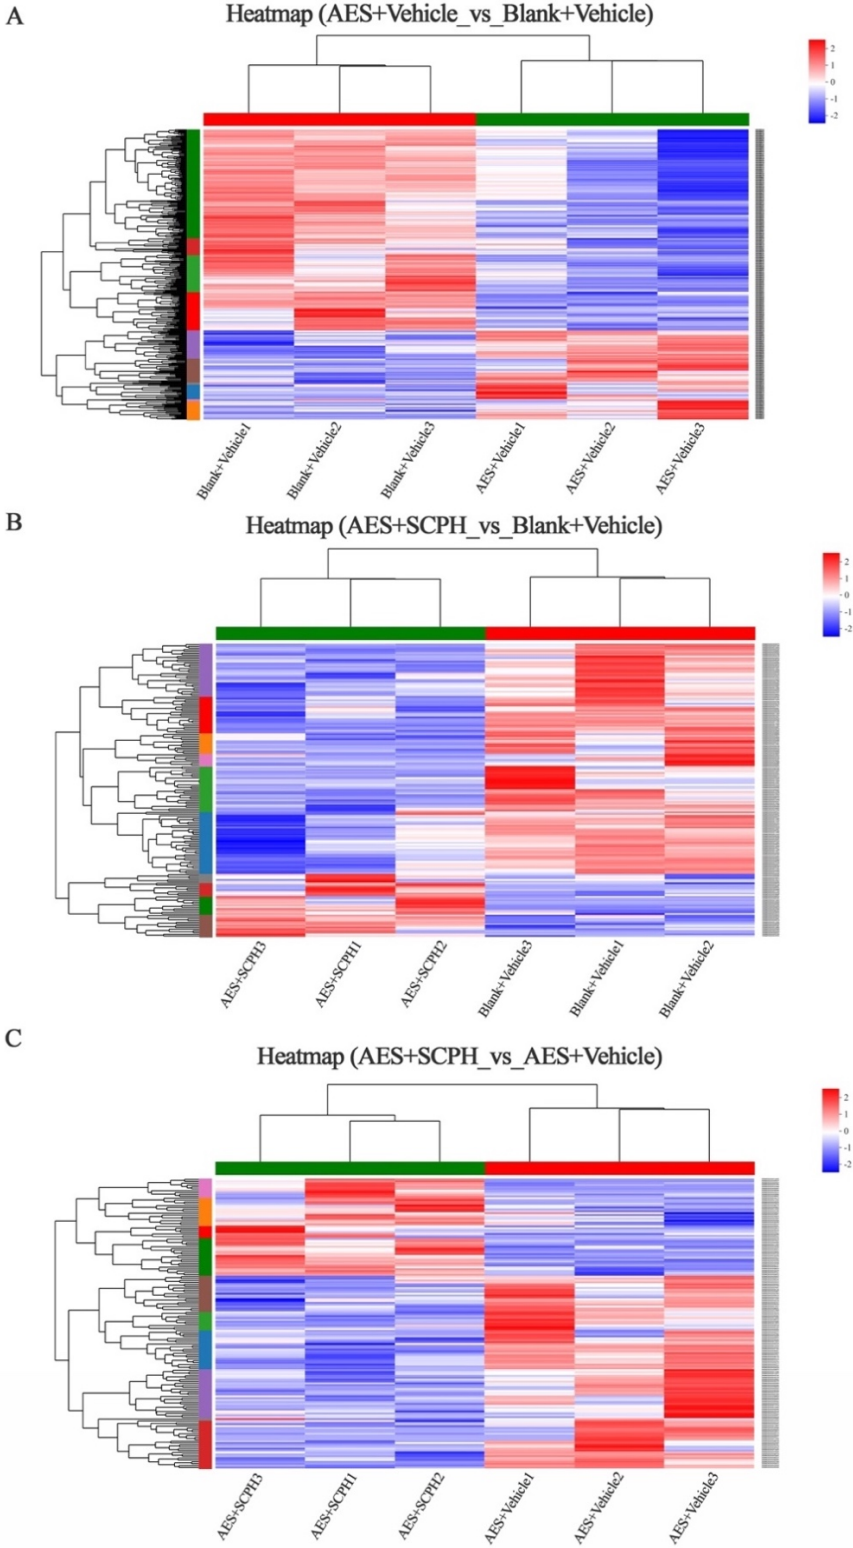 A
Heatmap (AES+Vehicle_vs_Blank+Vehicle)
2
1
0
-1
-2
Blank+Vehicle1
Blank+Vehicle2
Blank+Vehicle3
AES+Vehicle1
AES+Vehicle2
AES+Vehicle3
B
Heatmap (AES+SCPH_vs_Blank+Vehicle)
2
1
0
-1
-2
AES+SCPH3
AES+SCPH1
AES+SCPH2
Blank+Vehicle3
Blank+Vehicle1
Blank+Vehicle2
C
Heatmap (AES+SCPH_vs_AES+Vehicle)
2
1
0
-1
-2
AES+SCPH3
AES+SCPH1
AES+SCPH2
AES+Vehicle1
AES+Vehicle2
AES+Vehicle3